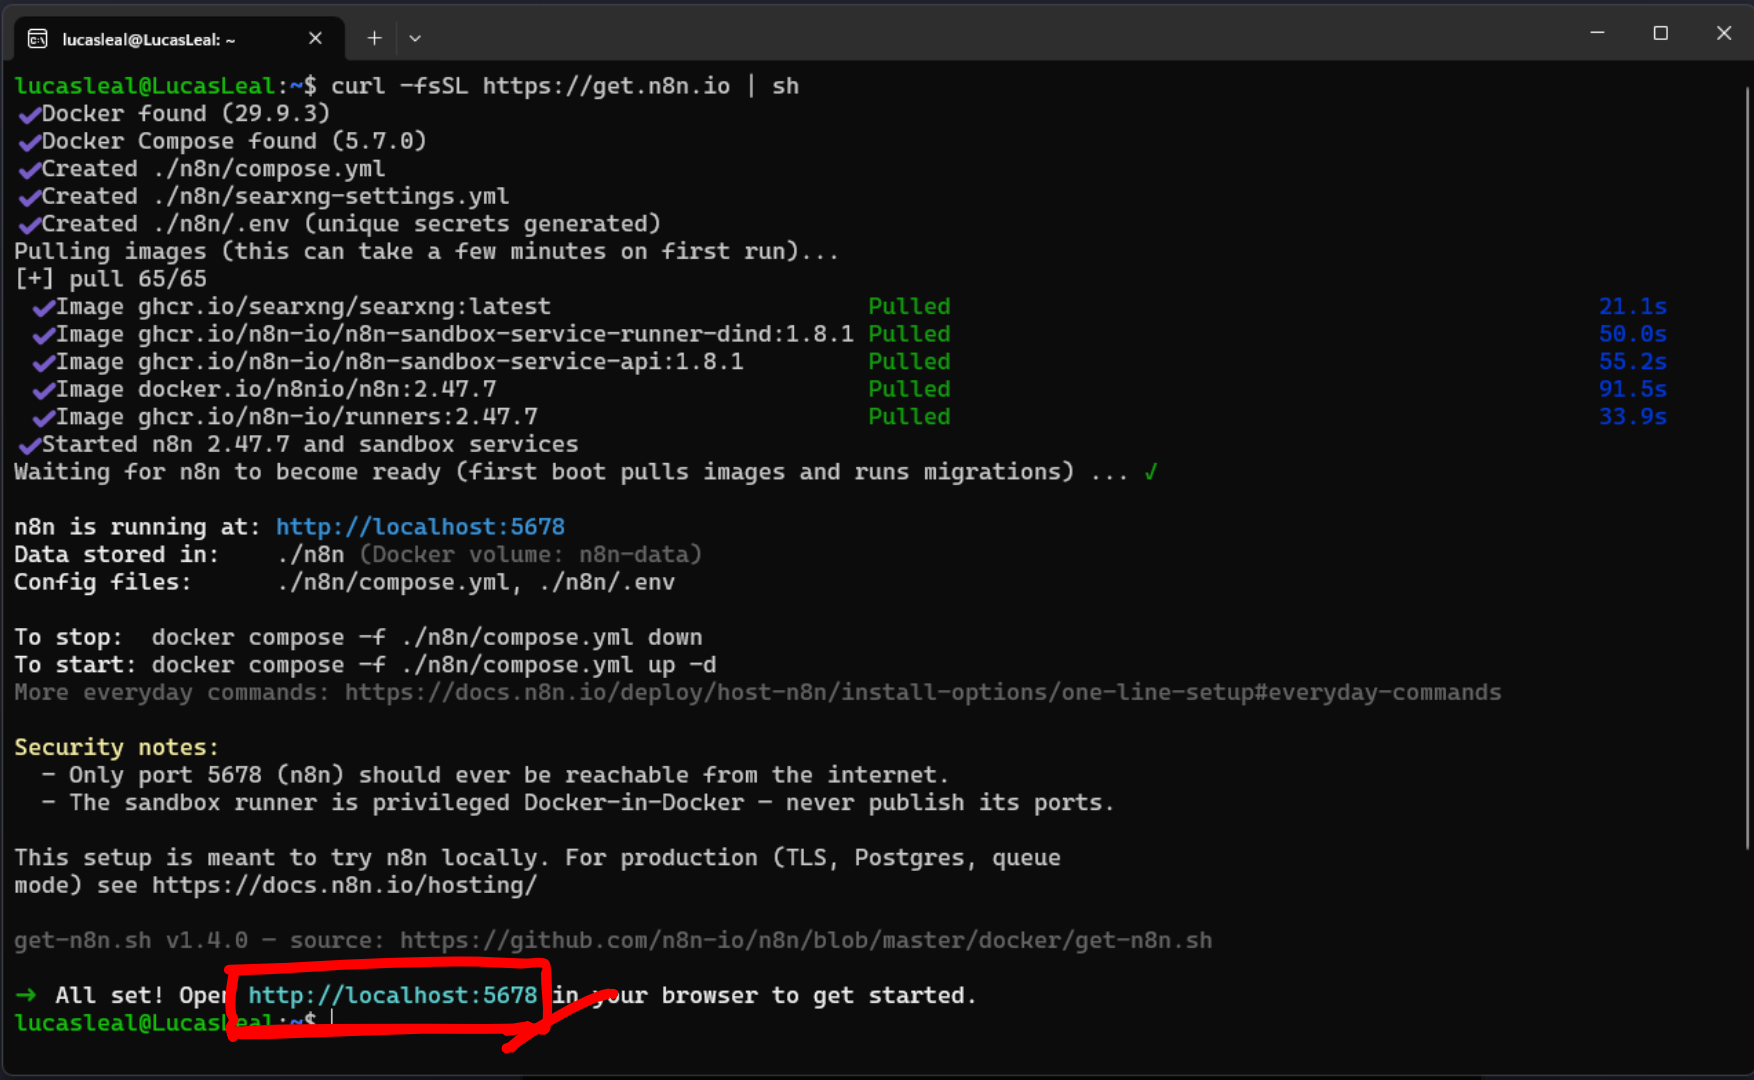 lucasleal@LucasLeal: ~
lucasleal@LucasLeal:~$ curl -fsSL https://get.n8n.io | sh
✔Docker found (29.9.3)
✔Docker Compose found (5.7.0)
✔Created ./n8n/compose.yml
✔Created ./n8n/searxng-settings.yml
✔Created ./n8n/.env (unique secrets generated)
Pulling images (this can take a few minutes on first run)...
[+] pull 65/65
✔Image ghcr.io/searxng/searxng:latest Pulled 21.1s
✔Image ghcr.io/n8n-io/n8n-sandbox-service-runner-dind:1.8.1 Pulled 50.0s
✔Image ghcr.io/n8n-io/n8n-sandbox-service-api:1.8.1 Pulled 55.2s
✔Image docker.io/n8nio/n8n:2.47.7 Pulled 91.5s
✔Image ghcr.io/n8n-io/runners:2.47.7 Pulled 33.9s
✔Started n8n 2.47.7 and sandbox services
Waiting for n8n to become ready (first boot pulls images and runs migrations) ... ✓
n8n is running at: http://localhost:5678
Data stored in: ./n8n (Docker volume: n8n-data)
Config files: ./n8n/compose.yml, ./n8n/.env
To stop: docker compose -f ./n8n/compose.yml down
To start: docker compose -f ./n8n/compose.yml up -d
More everyday commands: https://docs.n8n.io/deploy/host-n8n/install-options/one-line-setup#everyday-commands
Security notes:
- Only port 5678 (n8n) should ever be reachable from the internet.
- The sandbox runner is privileged Docker-in-Docker — never publish its ports.
This setup is meant to try n8n locally. For production (TLS, Postgres, queue
mode) see https://docs.n8n.io/hosting/
get-n8n.sh v1.4.0 — source: https://github.com/n8n-io/n8n/blob/master/docker/get-n8n.sh
→ All set! Open http://localhost:5678 in your browser to get started.
lucasleal@LucasLeal:~$